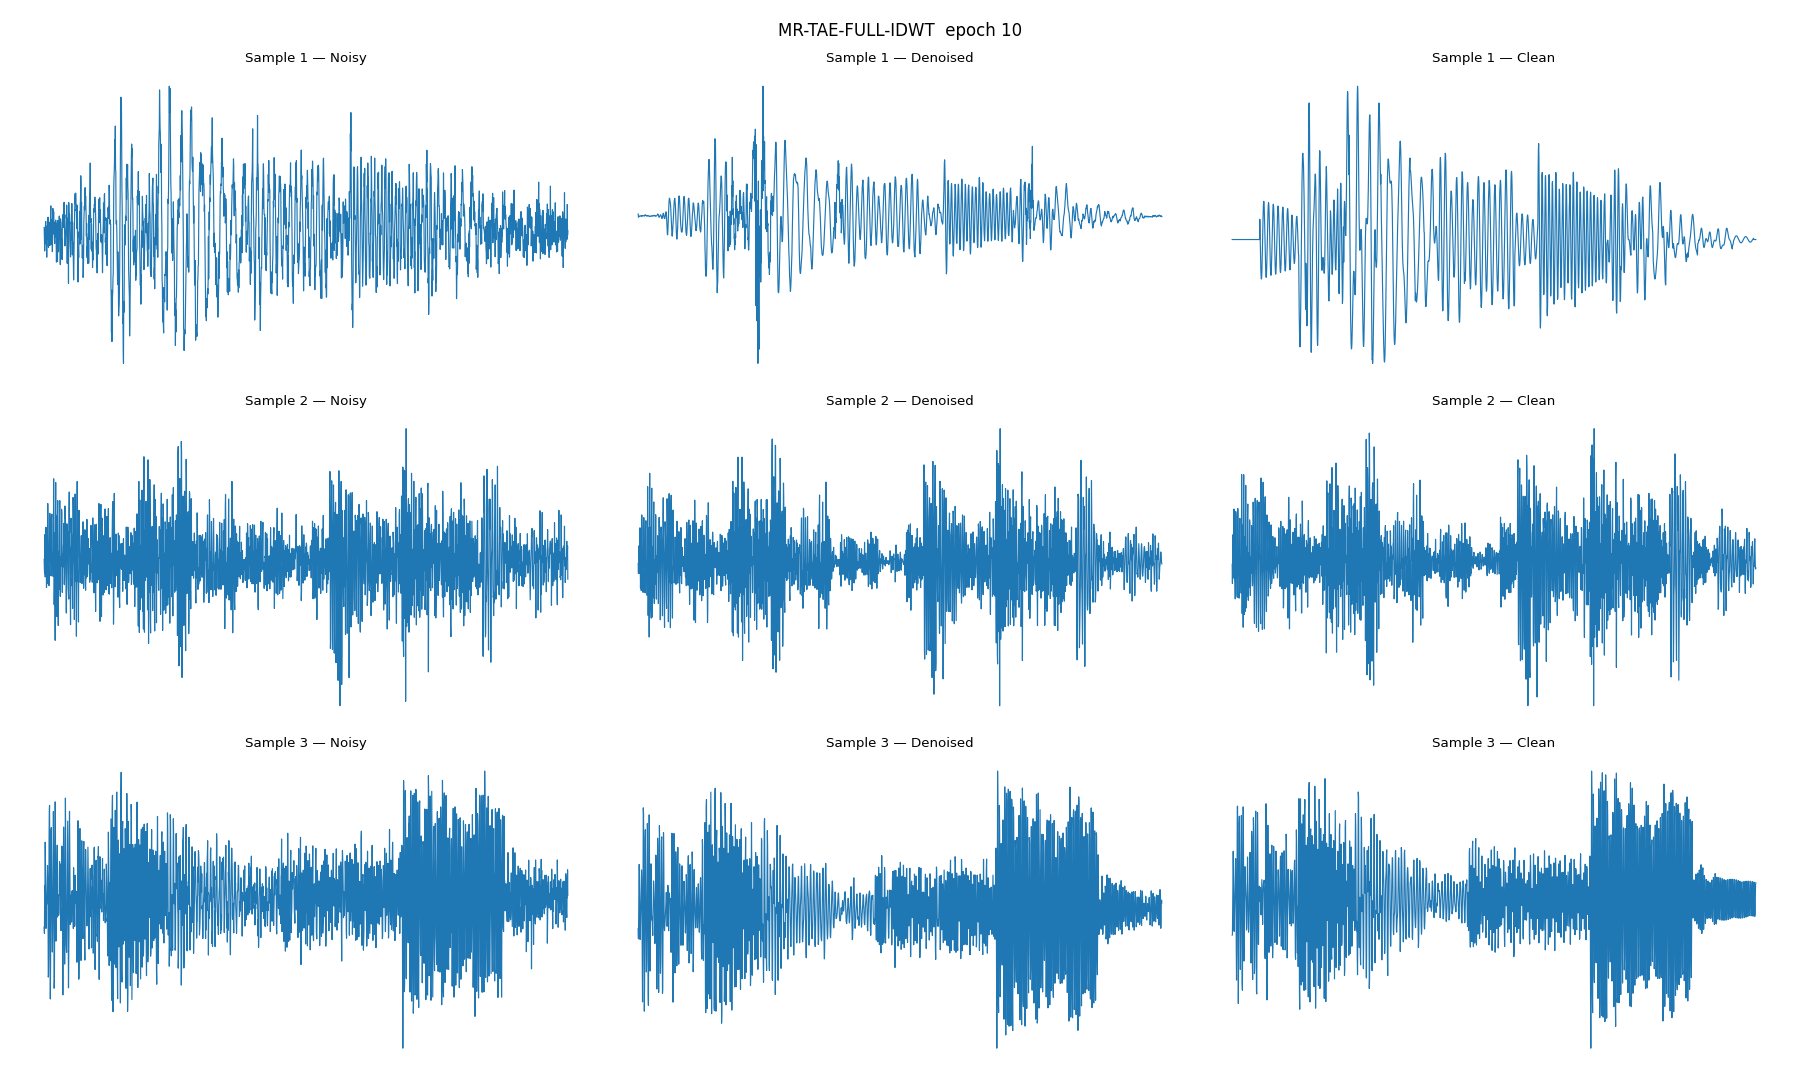 MR-TAE-FULL-IDWT  epoch 10
Sample 1 — Noisy
Sample 1 — Denoised
Sample 1 — Clean
Sample 2 — Noisy
Sample 2 — Denoised
Sample 2 — Clean
Sample 3 — Noisy
Sample 3 — Denoised
Sample 3 — Clean